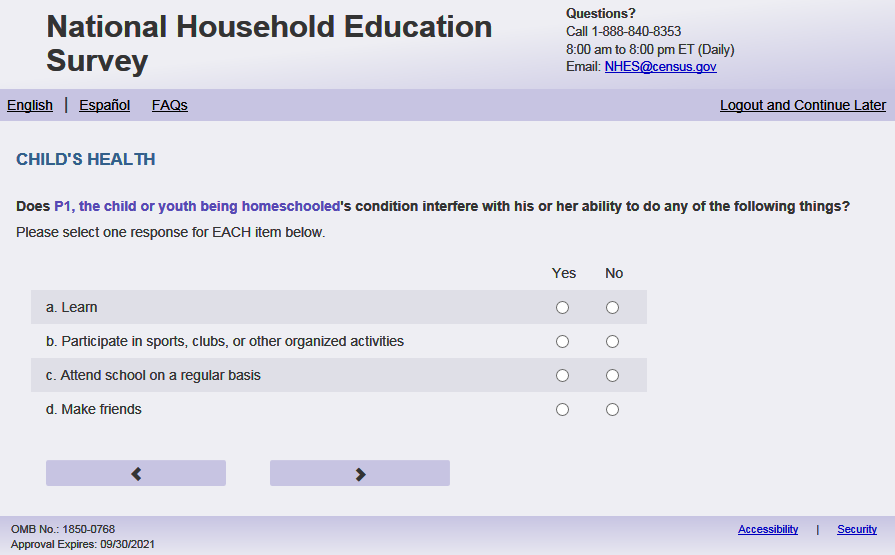 National Household Education
Survey
Questions?
Call 1-888-840-8353
8:00 am to 8:00 pm ET (Daily)
Email: NHES@census.gov
English | Español FAQs Logout and Continue Later
CHILD'S HEALTH
Does P1, the child or youth being homeschooled's condition interfere with his or her ability to do any of the following things?
Please select one response for EACH item below.
Yes No
a. Learn
b. Participate in sports, clubs, or other organized activities
c. Attend school on a regular basis
d. Make friends
OMB No.: 1850-0768
Approval Expires: 09/30/2021
Accessibility | Security